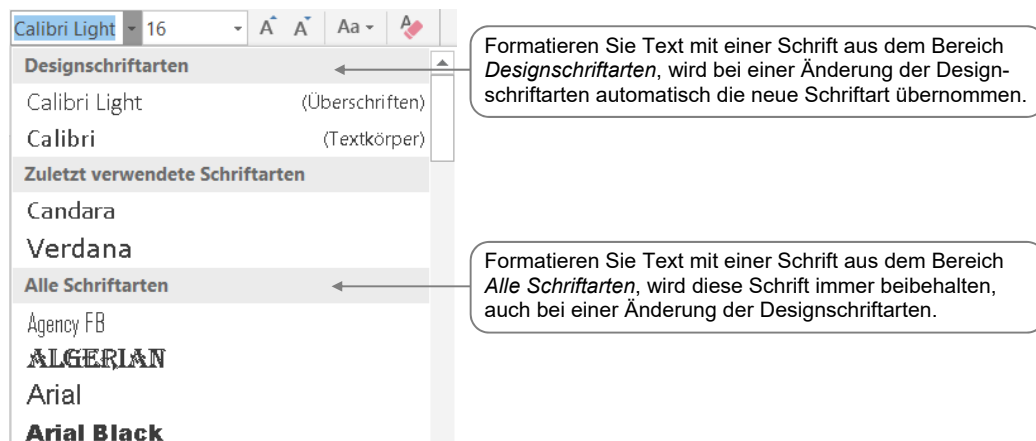 Calibri Light 16 A A Aa A
Designschriftarten
Calibri Light (Überschriften)
Calibri (Textkörper)
Zuletzt verwendete Schriftarten
Candara
Verdana
Alle Schriftarten
Agency FB
ALGERIAN
Arial
Arial Black
Formatieren Sie Text mit einer Schrift aus dem Bereich
Designschriftarten, wird bei einer Änderung der Design-
schriftarten automatisch die neue Schriftart übernommen.
Formatieren Sie Text mit einer Schrift aus dem Bereich
Alle Schriftarten, wird diese Schrift immer beibehalten,
auch bei einer Änderung der Designschriftarten.